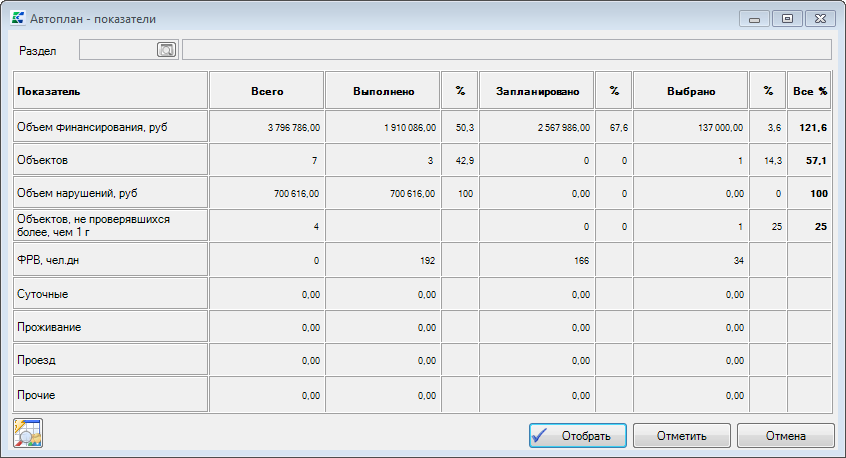 Автоплан - показатели
Раздел
Показатель Всего Выполнено % Запланировано % Выбрано % Все %
Объем финансирования, руб 3 796 786,00 1 910 086,00 50,3 2 567 986,00 67,6 137 000,00 3,6 121,6
Объектов 7 3 42,9 0 0 1 14,3 57,1
Объем нарушений, руб 700 616,00 700 616,00 100 0,00 0 0,00 0 100
Объектов, не проверявшихся
более, чем 1 г 4 0 0 1 25 25
ФРВ, чел.дн 0 192 166 34
Суточные 0,00 0,00 0,00 0,00
Проживание 0,00 0,00 0,00 0,00
Проезд 0,00 0,00 0,00 0,00
Прочие 0,00 0,00 0,00 0,00
Отобрать Отметить Отмена